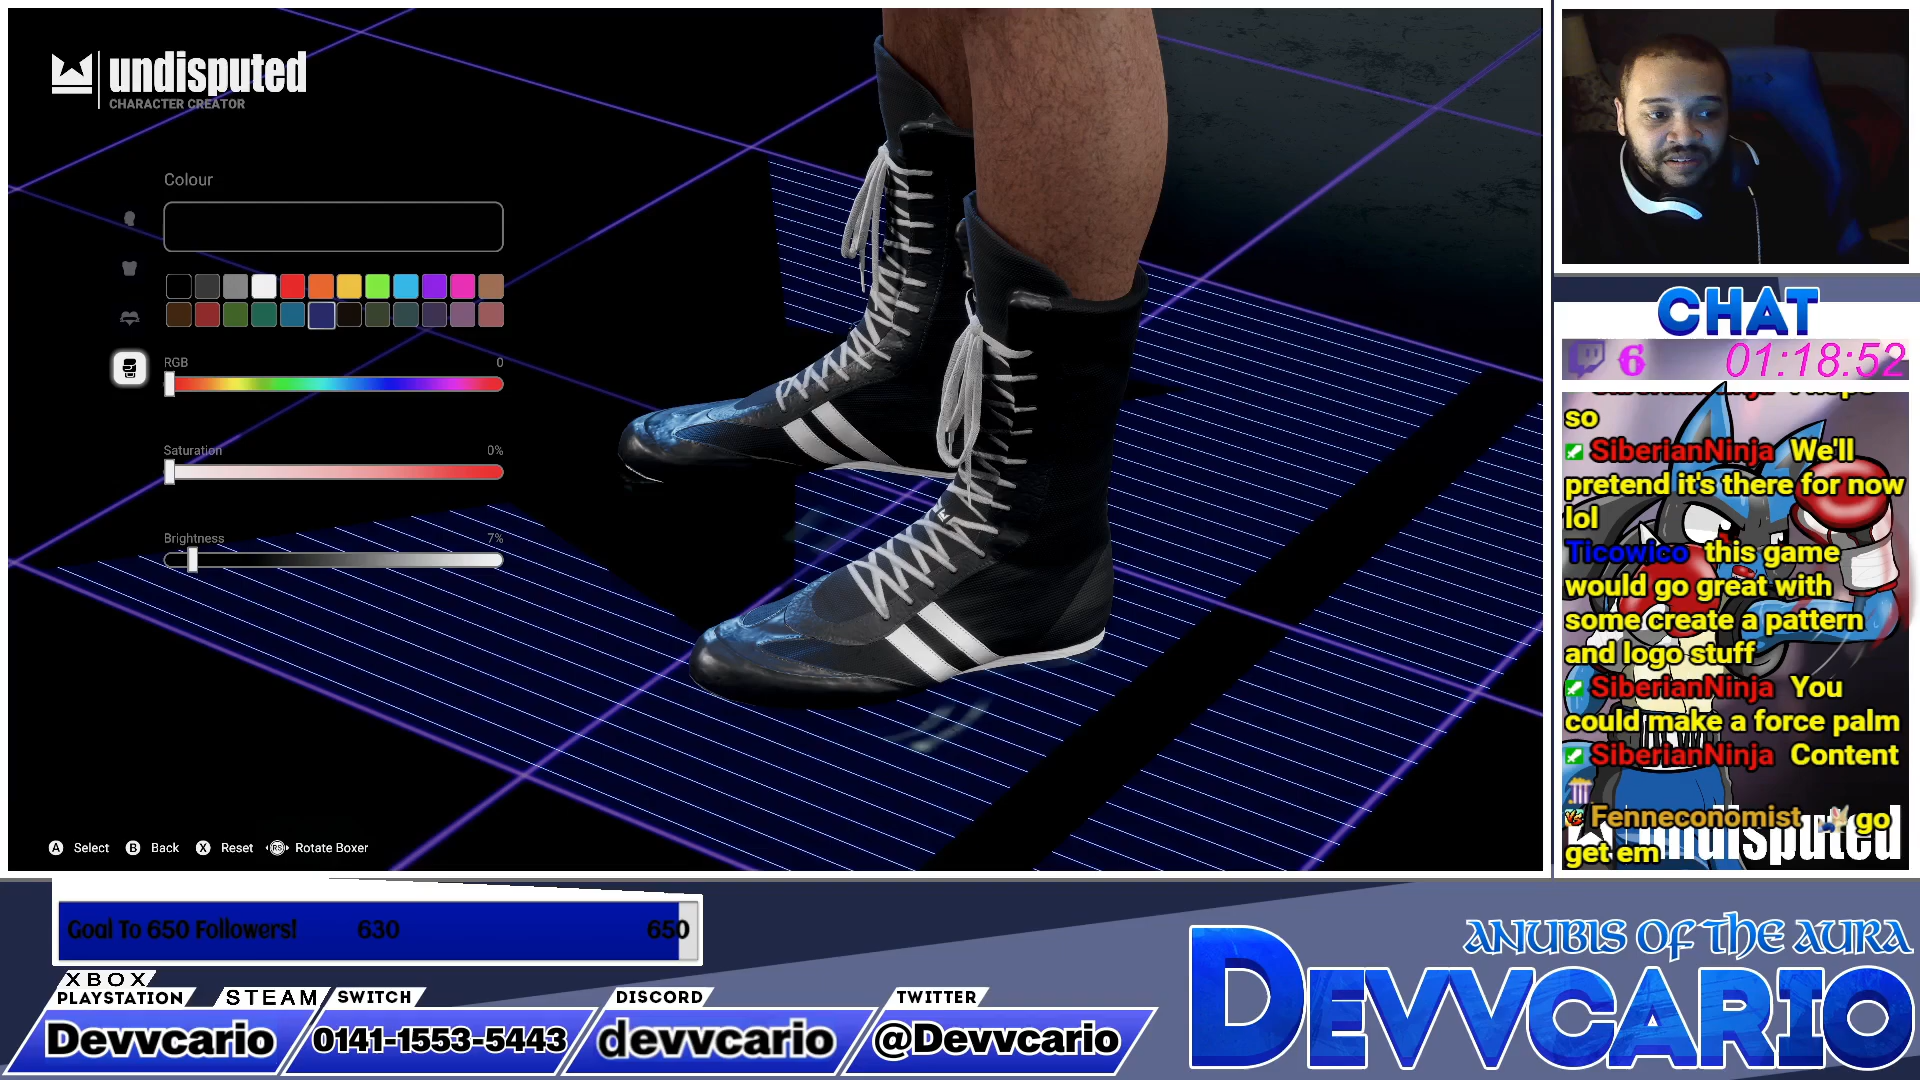 undisputed
CHARACTER CREATOR
Colour
RGB
0
Saturation
0%
Brightness
7%
A Select
B Back
X Reset
RS Rotate Boxer
CHAT
6
01:18:52
so
SiberianNinja We'll
pretend it's there for now
lol
TicowIco this game
would go great with
some create a pattern
and logo stuff
SiberianNinja You
could make a force palm
SiberianNinja Content
Fenneconomist go
get em
undisputed
Goal To 650 Followers!
630
650
XBOX
PLAYSTATION
STEAM
Devvcario
SWITCH
0141-1553-5443
DISCORD
devvcario
TWITTER
@Devvcario
ANUBIS OF THE AURA
DEVVCARIO